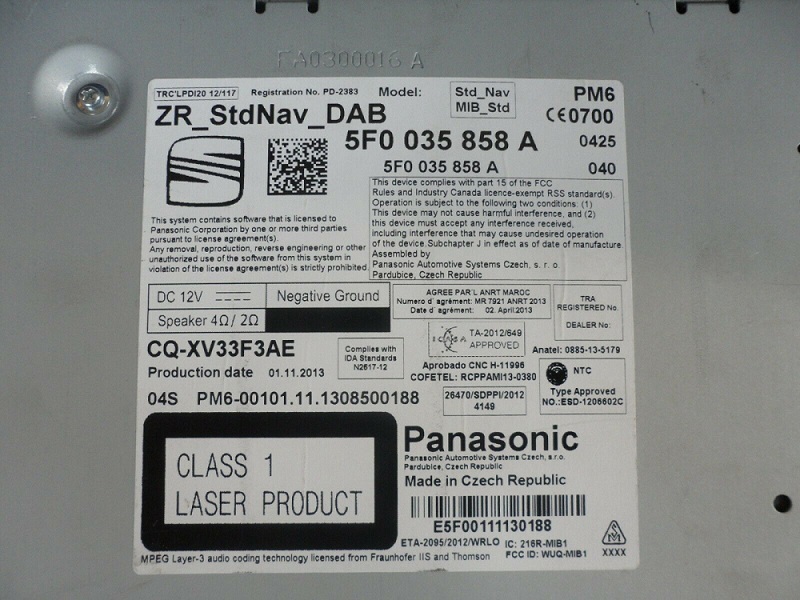 FA0300016 A
TRC'LPDI20 12/117
Registration No. PD-2383
Model:
Std_Nav
MIB_Std
PM6
ZR_StdNav_DAB
CE0700
5F0 035 858 A
0425
5F0 035 858 A
040
This device complies with part 15 of the FCC
Rules and Industry Canada licence-exempt RSS standard(s).
Operation is subject to the following two conditions. (1)
This device may not cause harmful interference, and (2)
this device must accept any interference received,
including interference that may cause undesired operation
of the device.Subchapter J in effect as of date of manufacture.
Assembled by
Panasonic Automotive Systems Czech, s. r. o.
Pardubice, Czech Republic
This system contains software that is licensed to
Panasonic Corporation by one or more third parties
pursuant to license agreement(s).
Any removal, reproduction, reverse engineering or other
unauthorized use of the software from this system in
violation of the license agreement(s) is strictly prohibited.
DC 12V
Negative Ground
Speaker 4Ω / 2Ω
AGREE PAR'L ANRT MAROC
Numero d' agrément: MR 7921 ANRT 2013
Date d' agrément: 02. April.2013
TRA
REGISTERED No.
DEALER No:
ICASA
TA-2012/649
APPROVED
Anatel: 0885-13-5179
CQ-XV33F3AE
Complies with
IDA Standards
N2617-12
Production date 01.11.2013
Aprobado CNC H-11996
COFETEL: RCPPAMI13-0380
NTC
Type Approved
NO.:ESD-1206602C
04S PM6-00101.11.1308500188
26470/SDPPI/2012
4149
CLASS 1
LASER PRODUCT
Panasonic
Panasonic Automotive Systems Czech, s.r.o.
Pardubice, Czech Republic
Made in Czech Republic
E5F00111130188
ETA-2095/2012/WRLO
IC: 216R-MIB1
FCC ID: WUQ-MIB1
XXXX
MPEG Layer-3 audio coding technology licensed from Fraunhofer IIS and Thomson